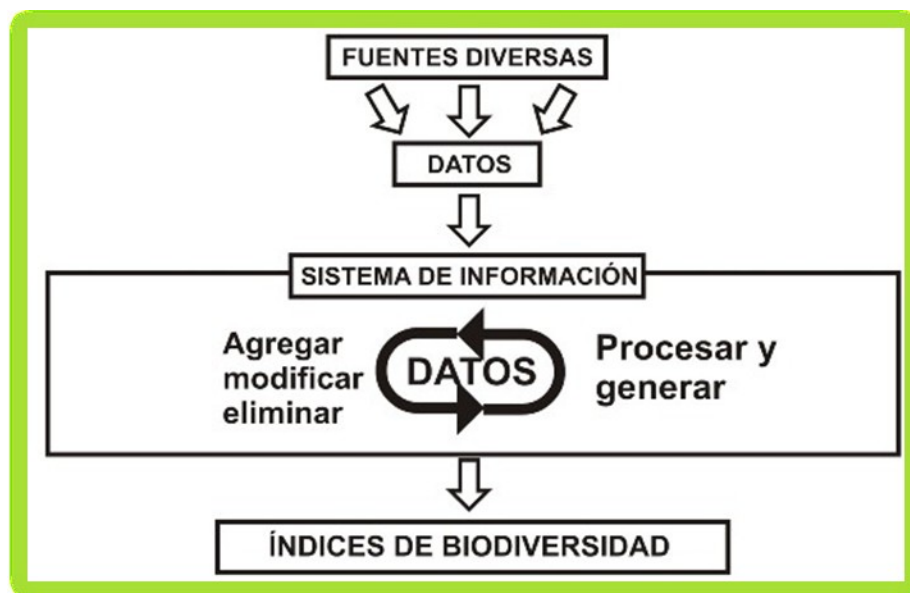 FUENTES DIVERSAS
DATOS
SISTEMA DE INFORMACIÓN
Agregar
modificar
eliminar
DATOS
Procesar y
generar
ÍNDICES DE BIODIVERSIDAD